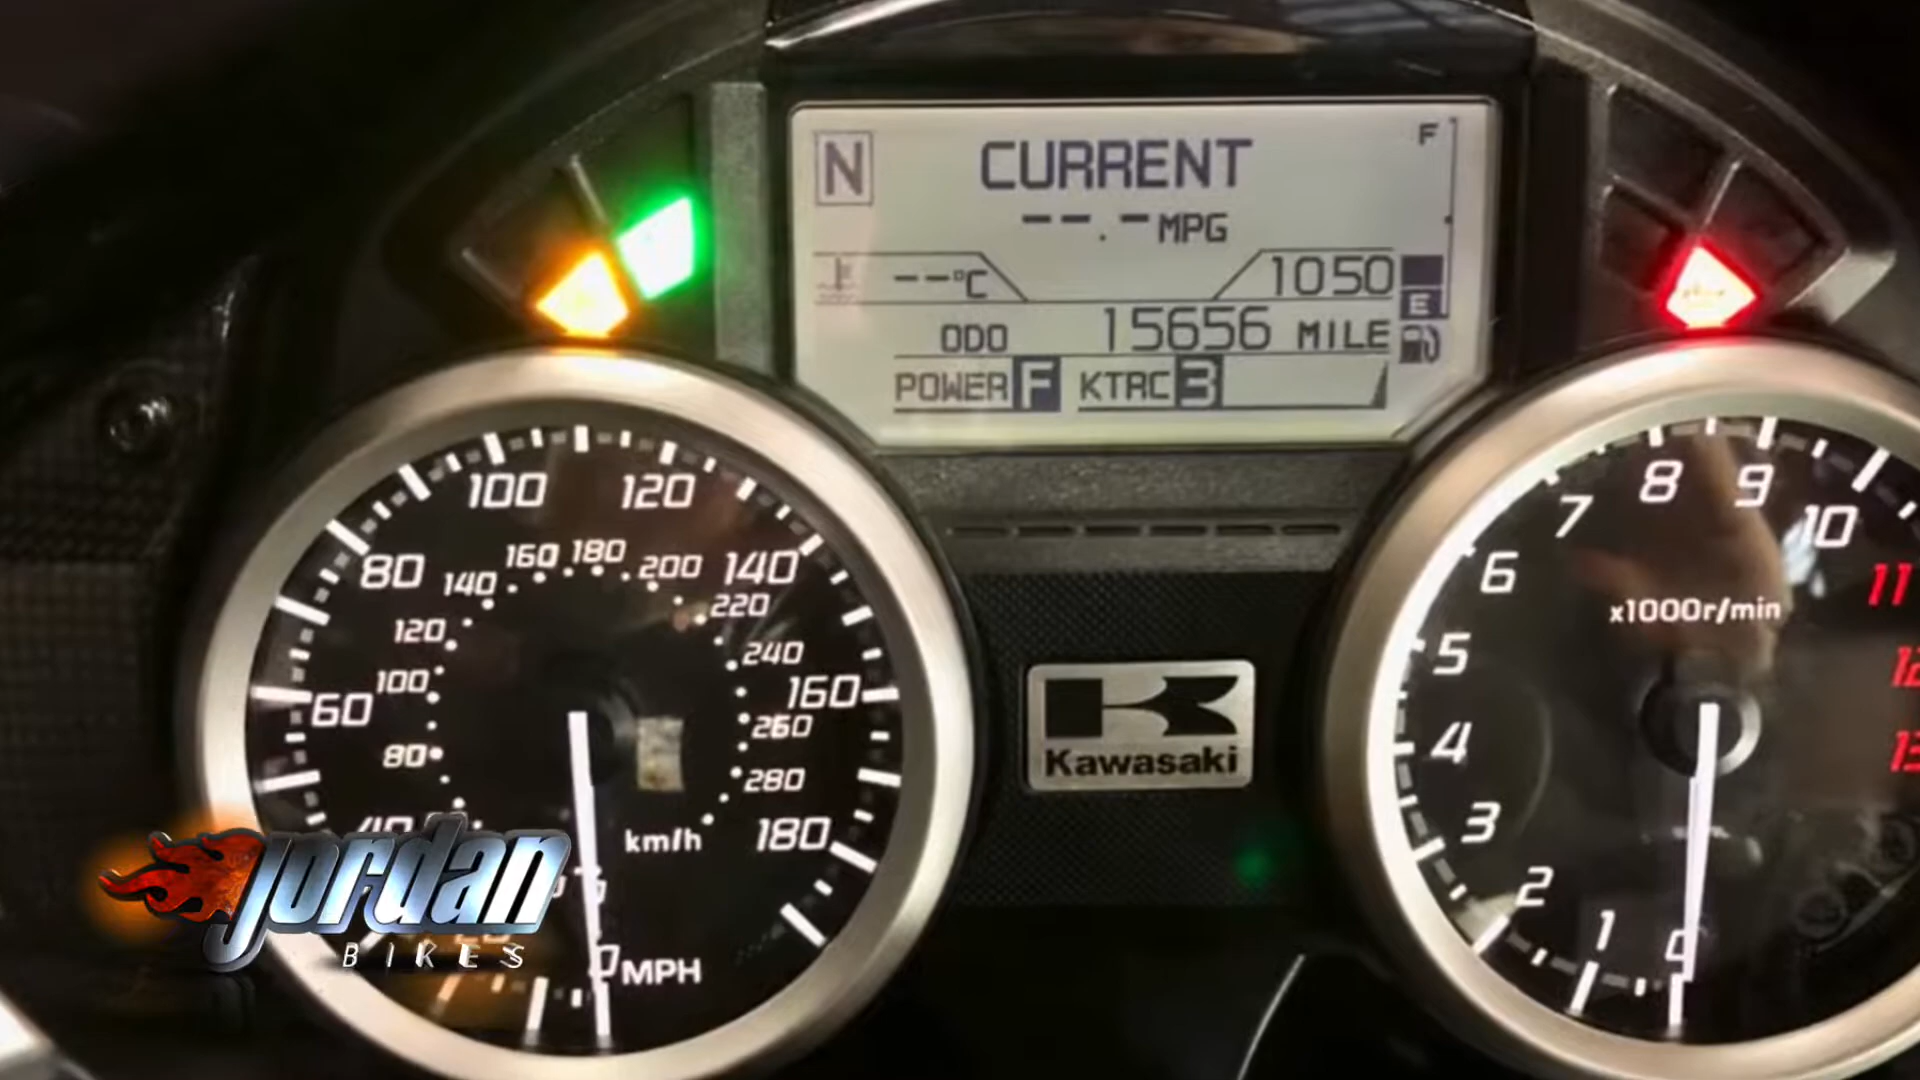 N
CURRENT
F
--.-MPG
--°C
1050
E
ODO 15656 MILE
POWER F KTRC 3
100 120
80 140
60 160
180
MPH
0
160 180 200
140 220
120 240
100 260
80 280
km/h
Kawasaki
8 9
7 10
6 11
x1000r/min
5
4
3
2
1
0
jordan
BIKES